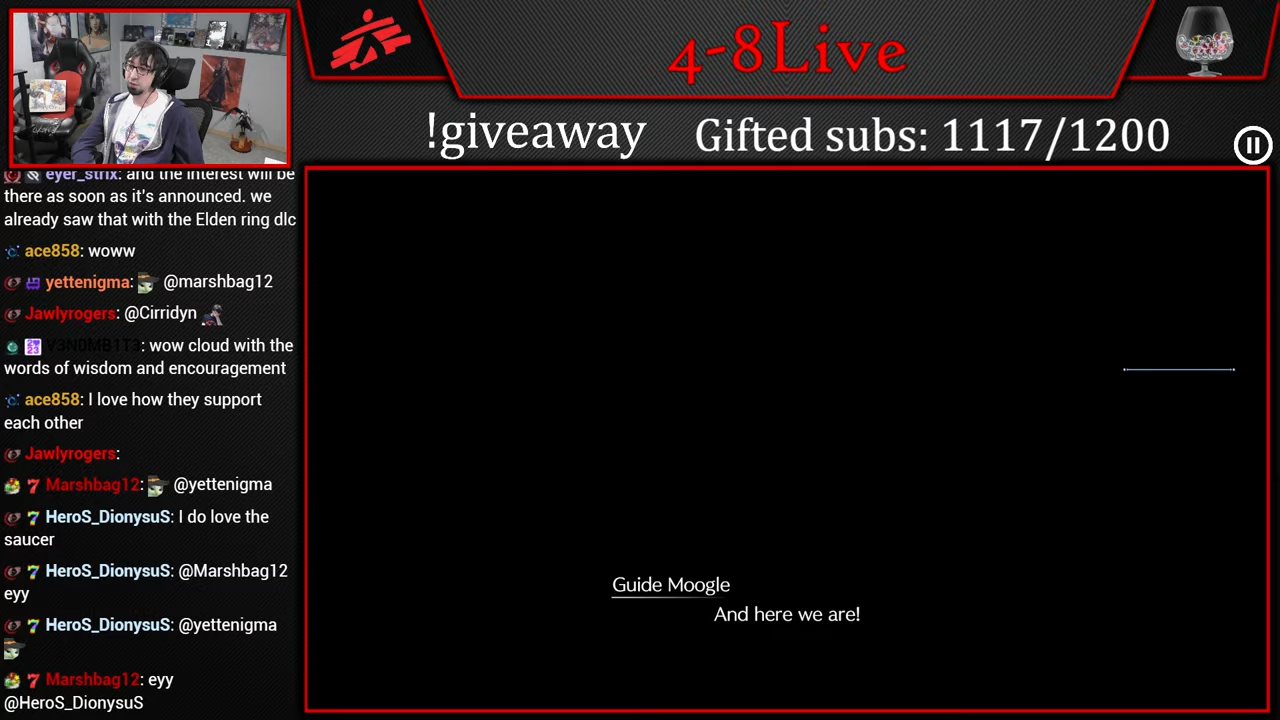 4-8Live
!giveaway
Gifted subs: 1117/1200
eyer_strix: and the interest will be
there as soon as it's announced. we
already saw that with the Elden ring dlc
ace858: woww
yettenigma: @marshbag12
Jawlyrogers: @Cirridyn
V3N0MB1T3: wow cloud with the
words of wisdom and encouragement
ace858: I love how they support
each other
Jawlyrogers:
Marshbag12: @yettenigma
HeroS_DionysuS: I do love the
saucer
HeroS_DionysuS: @Marshbag12
eyy
HeroS_DionysuS: @yettenigma
Marshbag12: eyy
@HeroS_DionysuS
Guide Moogle
And here we are!